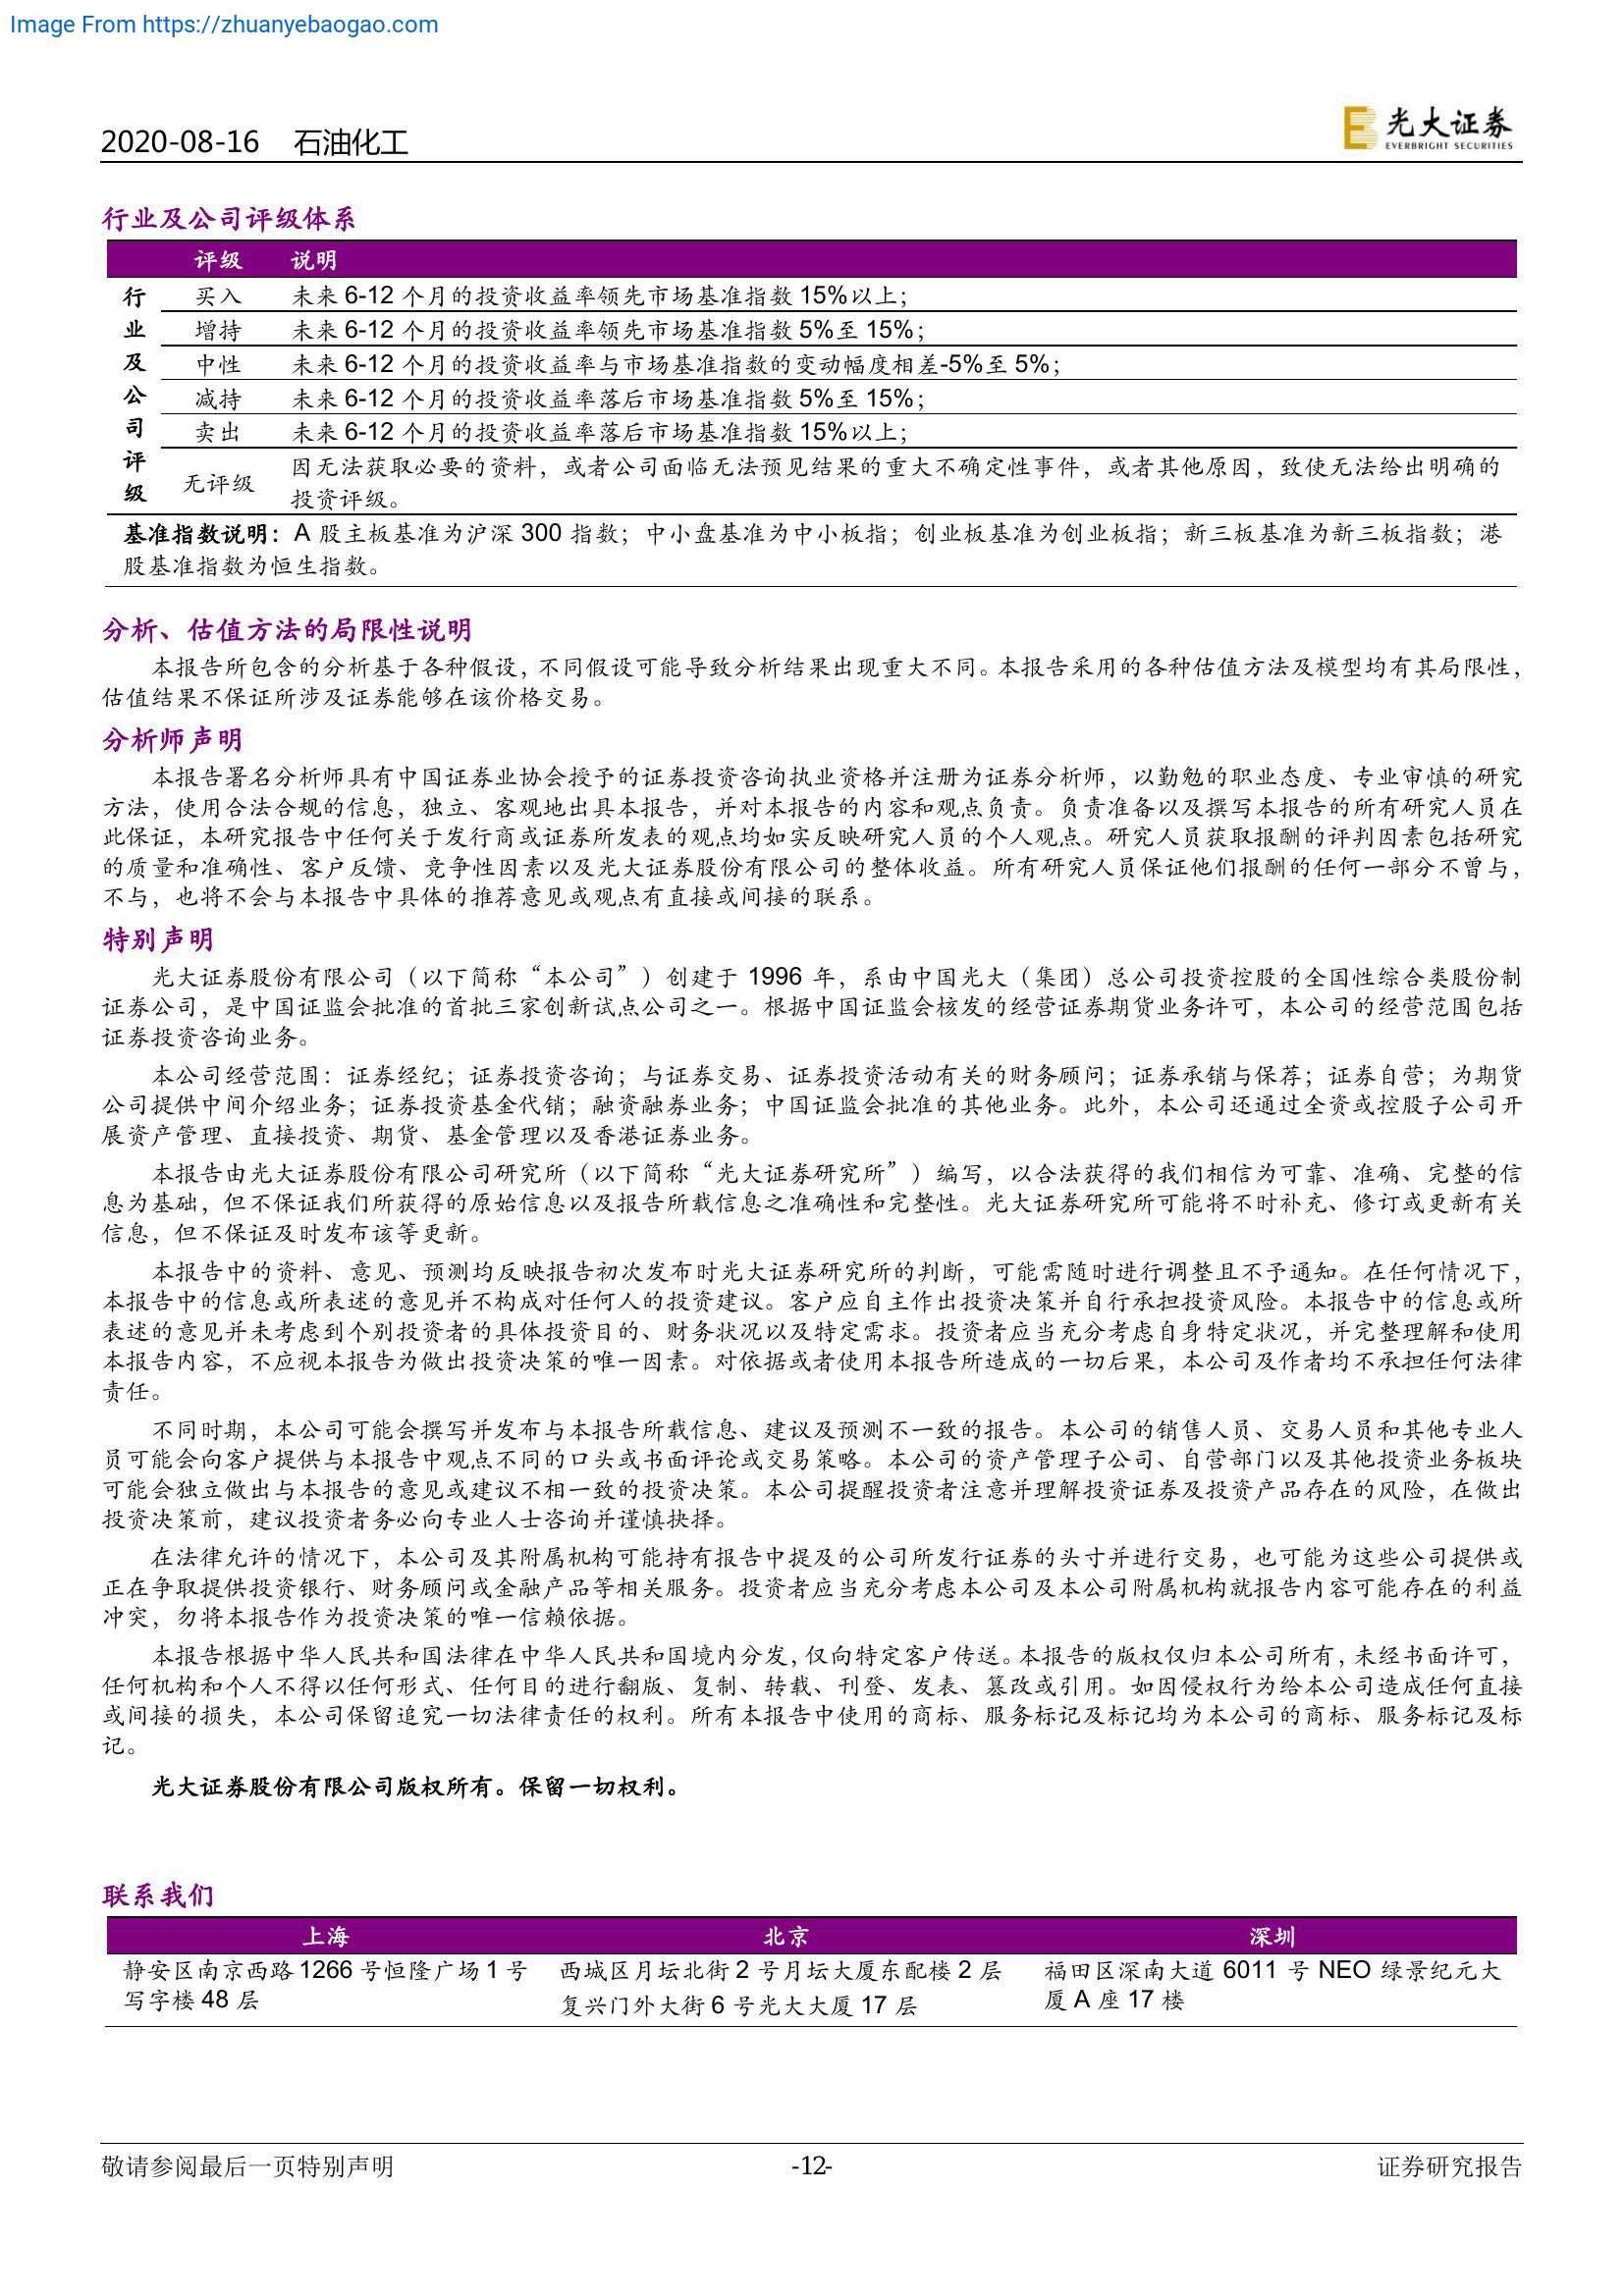 Image From https://zhuanyebaogao.com
2020-08-16 石油化工
光大证券
EVERBRIGHT SECURITIES
行业及公司评级体系
评级 说明
行业及公司评级
买入 未来 6-12 个月的投资收益率领先市场基准指数 15%以上；
增持 未来 6-12 个月的投资收益率领先市场基准指数 5%至 15%；
中性 未来 6-12 个月的投资收益率与市场基准指数的变动幅度相差-5%至 5%；
减持 未来 6-12 个月的投资收益率落后市场基准指数 5%至 15%；
卖出 未来 6-12 个月的投资收益率落后市场基准指数 15%以上；
无评级 因无法获取必要的资料，或者公司面临无法预见结果的重大不确定性事件，或者其他原因，致使无法给出明确的
投资评级。
基准指数说明：A 股主板基准为沪深 300 指数；中小盘基准为中小板指；创业板基准为创业板指；新三板基准为新三板指数；港
股基准指数为恒生指数。
分析、估值方法的局限性说明
本报告所包含的分析基于各种假设，不同假设可能导致分析结果出现重大不同。本报告采用的各种估值方法及模型均有其局限性，
估值结果不保证所涉及证券能够在该价格交易。
分析师声明
本报告署名分析师具有中国证券业协会授予的证券投资咨询执业资格并注册为证券分析师，以勤勉的职业态度、专业审慎的研究
方法，使用合法合规的信息，独立、客观地出具本报告，并对本报告的内容和观点负责。负责准备以及撰写本报告的所有研究人员在
此保证，本研究报告中任何关于发行商或证券所发表的观点均如实反映研究人员的个人观点。研究人员获取报酬的评判因素包括研究
的质量和准确性、客户反馈、竞争性因素以及光大证券股份有限公司的整体收益。所有研究人员保证他们报酬的任何一部分不曾与，
不与，也将不会与本报告中具体的推荐意见或观点有直接或间接的联系。
特别声明
光大证券股份有限公司（以下简称“本公司”）创建于 1996 年，系由中国光大（集团）总公司投资控股的全国性综合类股份制
证券公司，是中国证监会批准的首批三家创新试点公司之一。根据中国证监会核发的经营证券期货业务许可，本公司的经营范围包括
证券投资咨询业务。
本公司经营范围：证券经纪；证券投资咨询；与证券交易、证券投资活动有关的财务顾问；证券承销与保荐；证券自营；为期货
公司提供中间介绍业务；证券投资基金代销；融资融券业务；中国证监会批准的其他业务。此外，本公司还通过全资或控股子公司开
展资产管理、直接投资、期货、基金管理以及香港证券业务。
本报告由光大证券股份有限公司研究所（以下简称“光大证券研究所”）编写，以合法获得的我们相信为可靠、准确、完整的信
息为基础，但不保证我们所获得的原始信息以及报告所载信息之准确性和完整性。光大证券研究所可能将不时补充、修订或更新有关
信息，但不保证及时发布该等更新。
本报告中的资料、意见、预测均反映报告初次发布时光大证券研究所的判断，可能需随时进行调整且不予通知。在任何情况下，
本报告中的信息或所表述的意见并不构成对任何人的投资建议。客户应自主作出投资决策并自行承担投资风险。本报告中的信息或所
表述的意见并未考虑到个别投资者的具体投资目的、财务状况以及特定需求。投资者应当充分考虑自身特定状况，并完整理解和使用
本报告内容，不应视本报告为做出投资决策的唯一因素。对依据或者使用本报告所造成的一切后果，本公司及作者均不承担任何法律
责任。
不同时期，本公司可能会撰写并发布与本报告所载信息、建议及预测不一致的报告。本公司的销售人员、交易人员和其他专业人
员可能会向客户提供与本报告中观点不同的口头或书面评论或交易策略。本公司的资产管理子公司、自营部门以及其他投资业务板块
可能会独立做出与本报告的意见或建议不相一致的投资决策。本公司提醒投资者注意并理解投资证券及投资产品存在的风险，在做出
投资决策前，建议投资者务必向专业人士咨询并谨慎抉择。
在法律允许的情况下，本公司及其附属机构可能持有报告中提及的公司所发行证券的头寸并进行交易，也可能为这些公司提供或
正在争取提供投资银行、财务顾问或金融产品等相关服务。投资者应当充分考虑本公司及本公司附属机构就报告内容可能存在的利益
冲突，勿将本报告作为投资决策的唯一信赖依据。
本报告根据中华人民共和国法律在中华人民共和国境内分发，仅向特定客户传送。本报告的版权仅归本公司所有，未经书面许可，
任何机构和个人不得以任何形式、任何目的进行翻版、复制、转载、刊登、发表、篡改或引用。如因侵权行为给本公司造成任何直接
或间接的损失，本公司保留追究一切法律责任的权利。所有本报告中使用的商标、服务标记及标记均为本公司的商标、服务标记及标
记。
光大证券股份有限公司版权所有。保留一切权利。
联系我们
上海 北京 深圳
静安区南京西路 1266 号恒隆广场 1 号 西城区月坛北街 2 号月坛大厦东配楼 2 层 福田区深南大道 6011 号 NEO 绿景纪元大
写字楼 48 层 复兴门外大街 6 号光大大厦 17 层 厦 A 座 17 楼
敬请参阅最后一页特别声明 -12- 证券研究报告